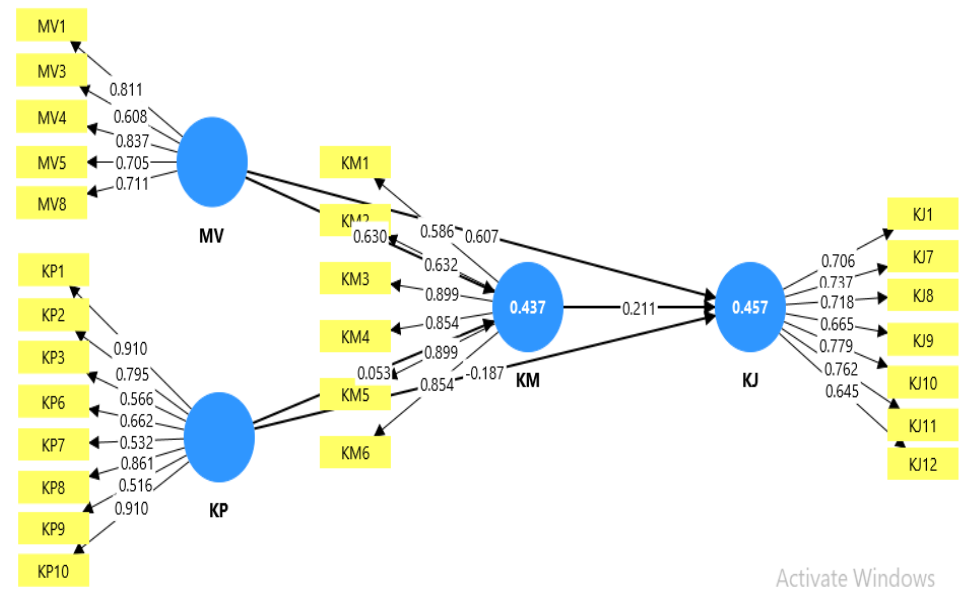 MV1
MV3
MV4
MV5
MV8
0.811
0.608
0.837
0.705
0.711
MV
KP1
KP2
KP3
KP6
KP7
KP8
KP9
KP10
0.910
0.795
0.566
0.662
0.532
0.861
0.516
0.910
KP
KM1
KM2
KM3
KM4
KM5
KM6
0.630
0.053
0.586
0.632
0.899
0.854
0.899
0.854
0.607
-0.187
0.437
KM
0.211
0.457
KJ
0.706
0.737
0.718
0.665
0.779
0.762
0.645
KJ1
KJ7
KJ8
KJ9
KJ10
KJ11
KJ12
Activate Windows